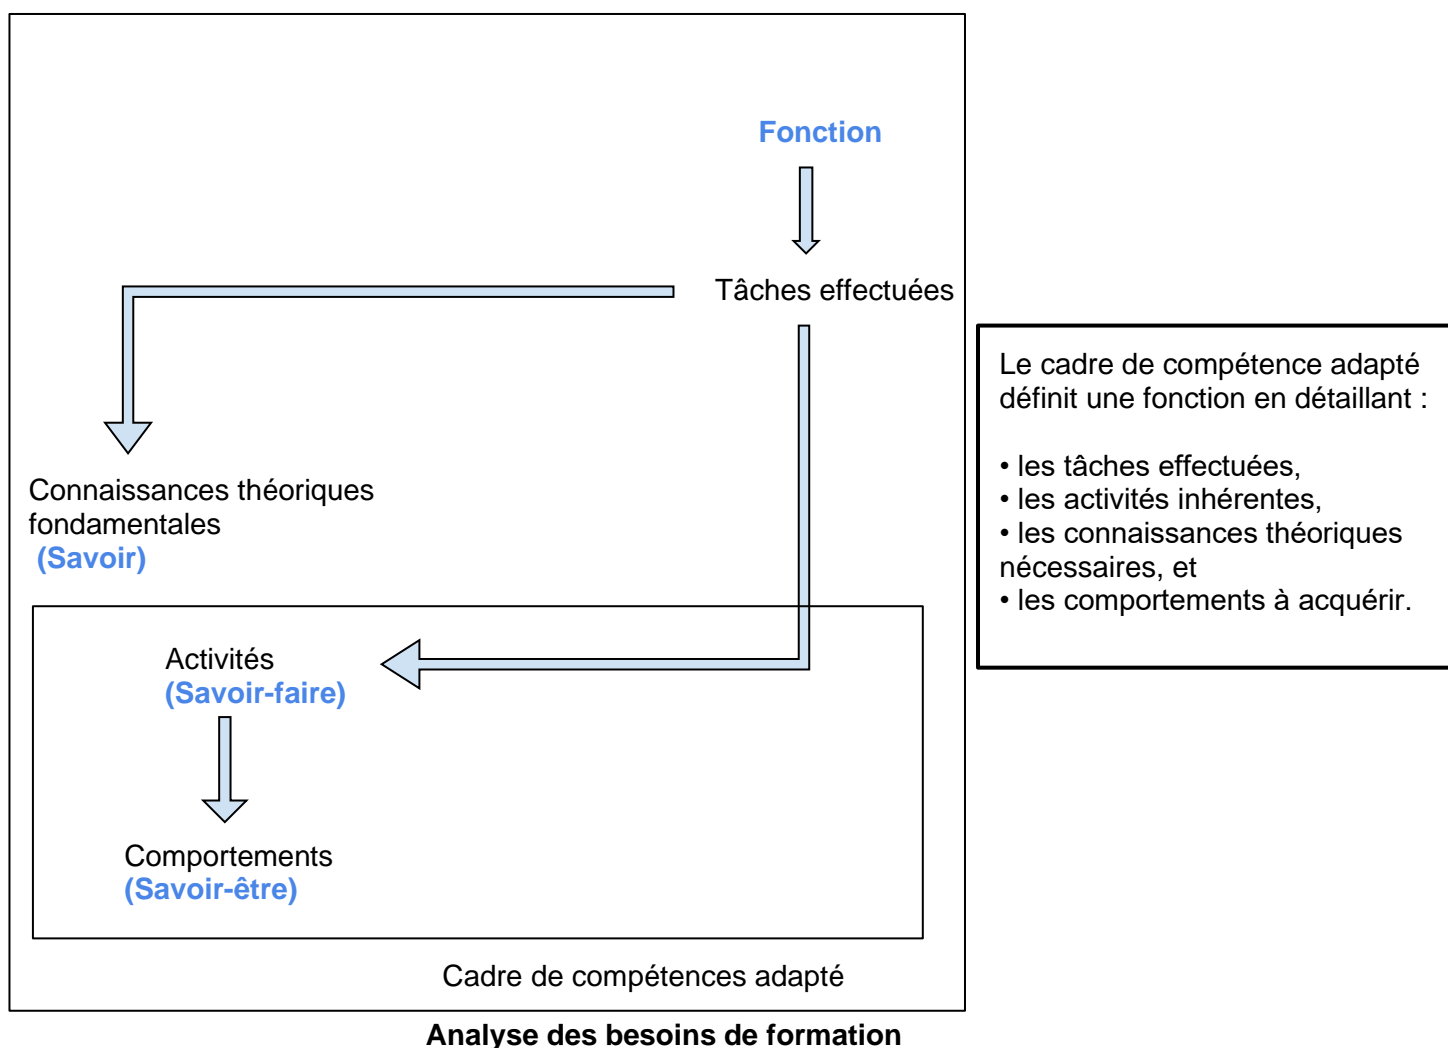 Fonction
Tâches effectuées
Connaissances théoriques
fondamentales
(Savoir)
Activités
(Savoir-faire)
Comportements
(Savoir-être)
Cadre de compétences adapté
Analyse des besoins de formation
Le cadre de compétence adapté
définit une fonction en détaillant :
• les tâches effectuées,
• les activités inhérentes,
• les connaissances théoriques
nécessaires, et
• les comportements à acquérir.